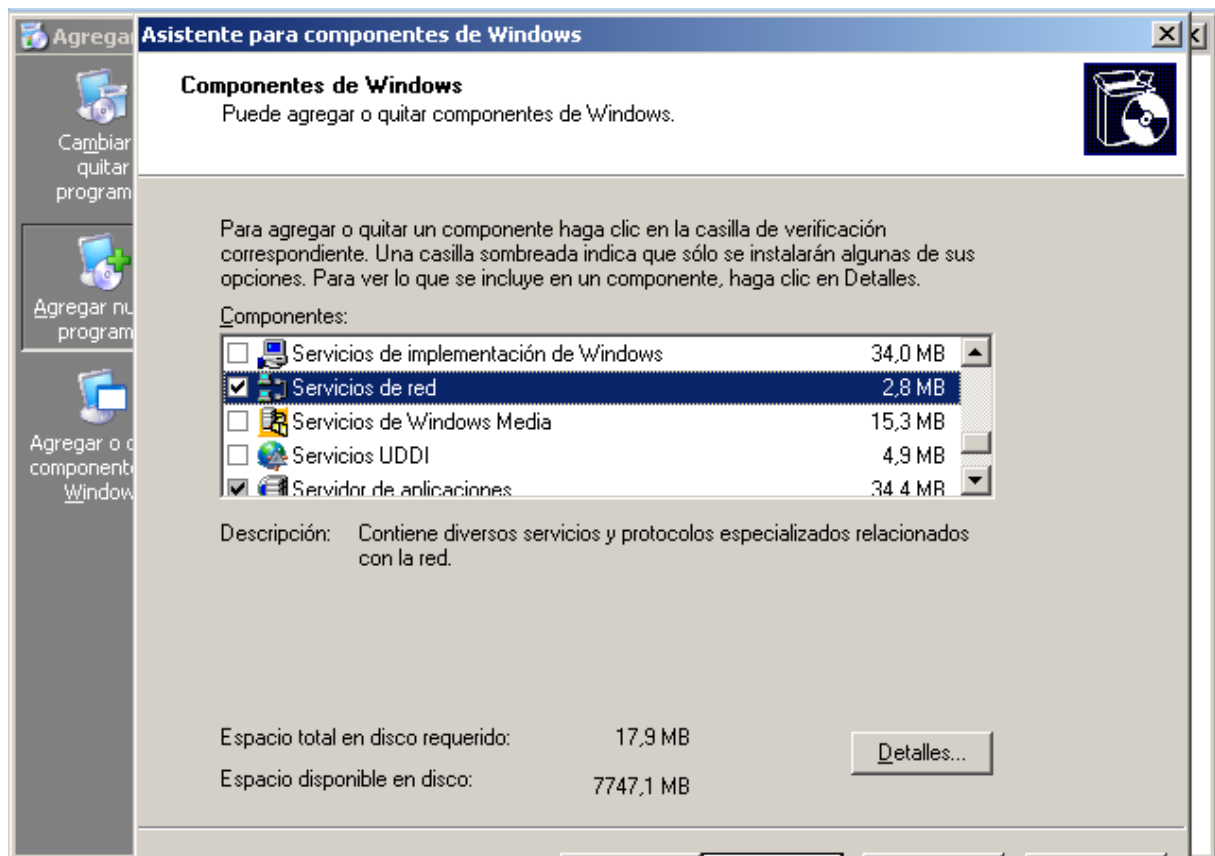 Agregar
Asistente para componentes de Windows
Componentes de Windows
Puede agregar o quitar componentes de Windows.
Cambiar
quitar
program
Agregar nu
program
Agregar o
component
Window
Para agregar o quitar un componente haga clic en la casilla de verificación
correspondiente. Una casilla sombreada indica que sólo se instalarán algunas de sus
opciones. Para ver lo que se incluye en un componente, haga clic en Detalles.
Componentes:
Servicios de implementación de Windows 34,0 MB
Servicios de red 2,8 MB
Servicios de Windows Media 15,3 MB
Servicios UDDI 4,9 MB
Servidor de aplicaciones 34,4 MB
Descripción: Contiene diversos servicios y protocolos especializados relacionados
con la red.
Espacio total en disco requerido: 17,9 MB
Detalles...
Espacio disponible en disco: 7747,1 MB